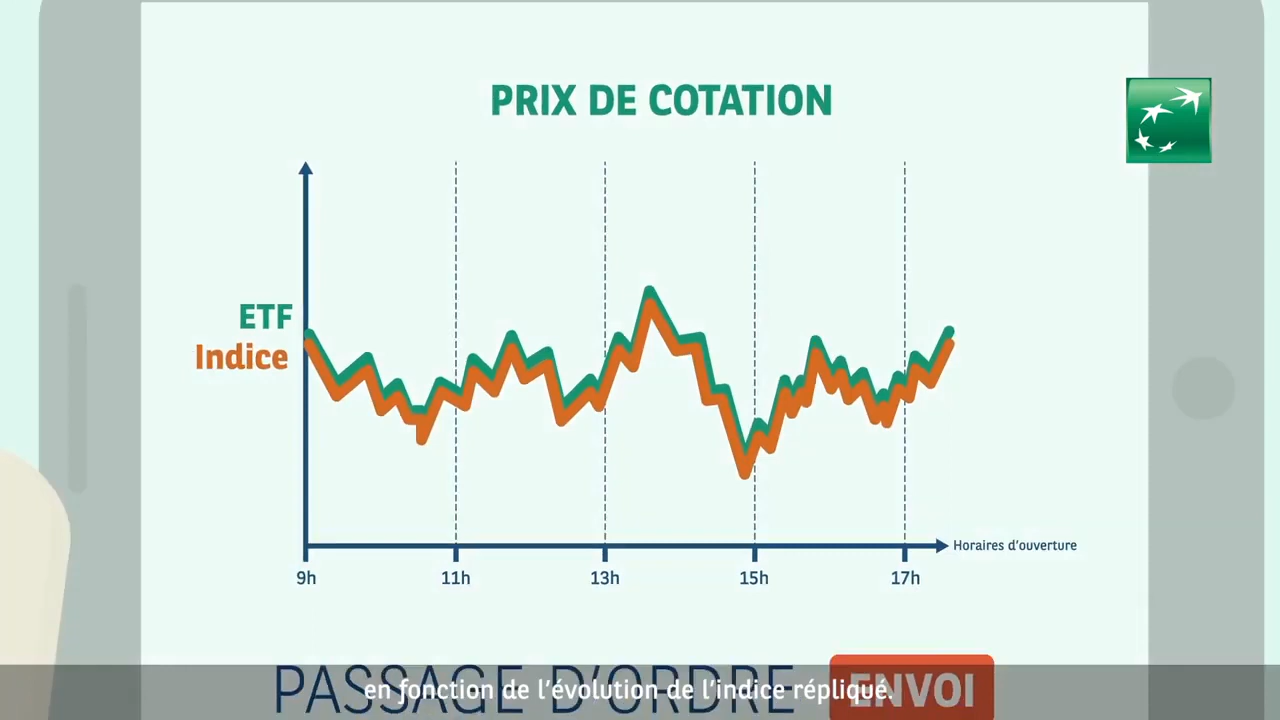 PRIX DE COTATION
ETF
Indice
Horaires d'ouverture
9h
11h
13h
15h
17h
PASSAGE D'ORDRE
ENVOI
en fonction de l'évolution de l'indice répliqué.